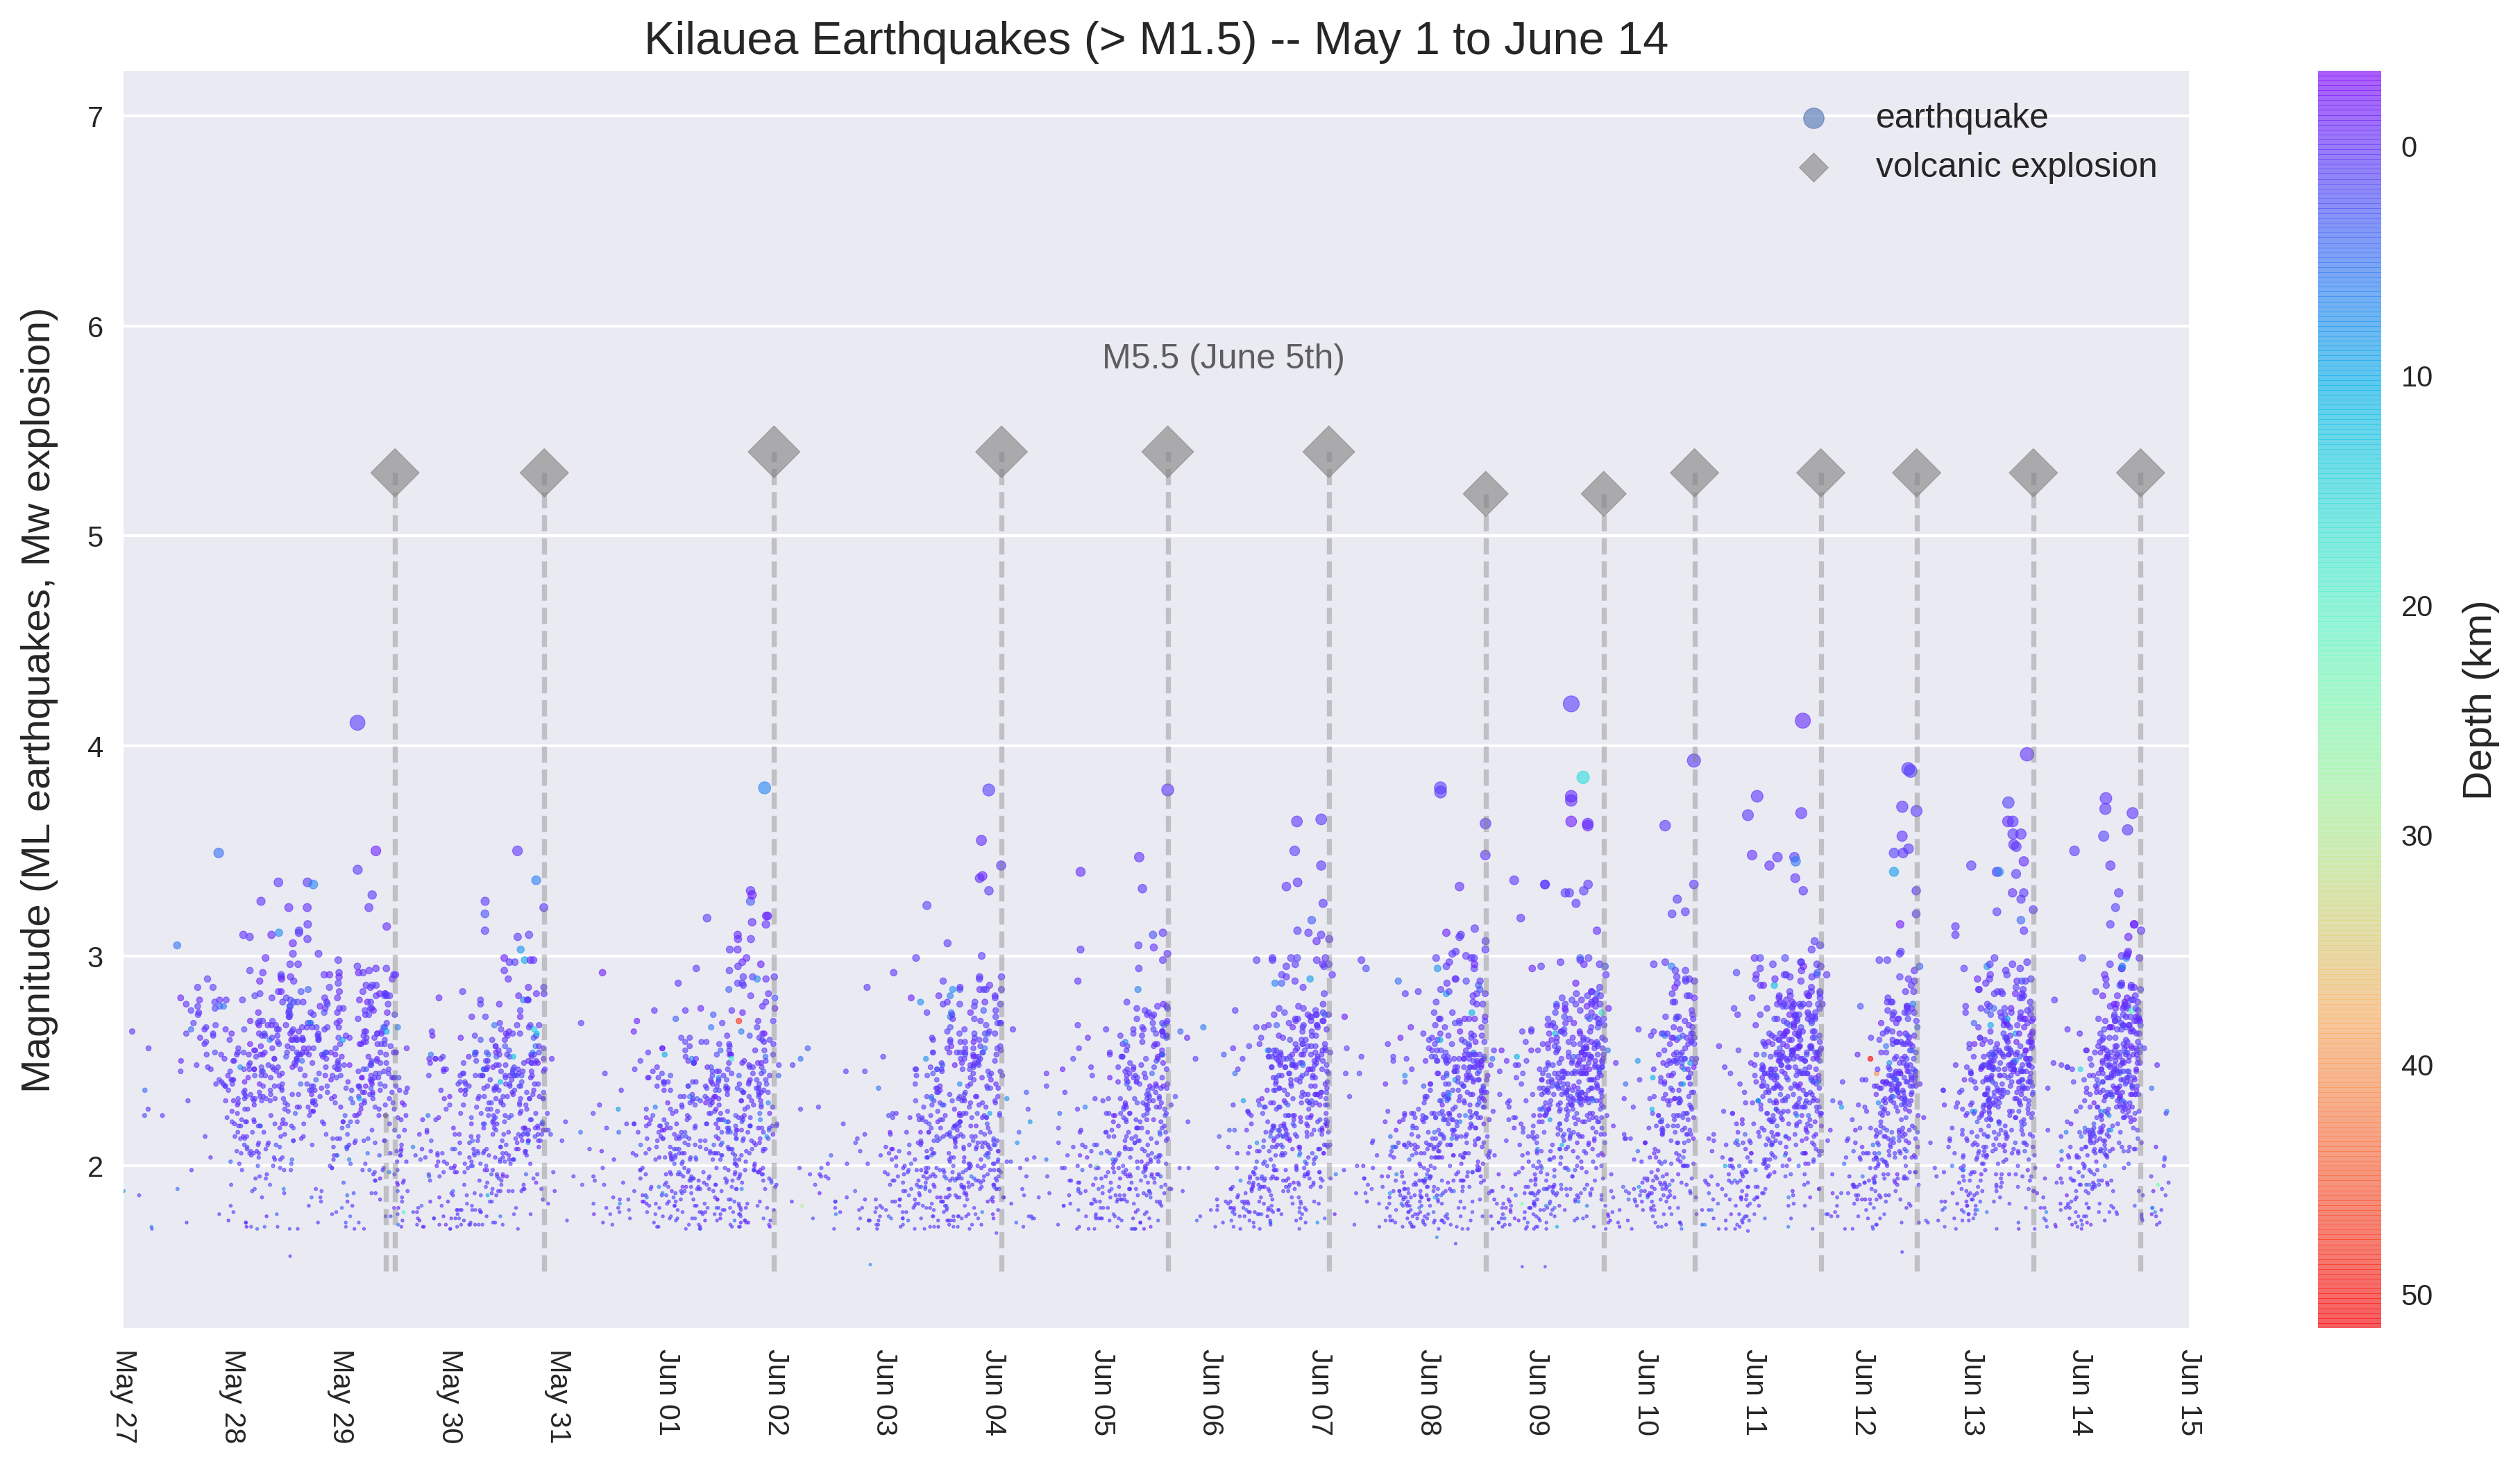 Kilauea Earthquakes (> M1.5) -- May 1 to June 14
earthquake
volcanic explosion
M5.5 (June 5th)
Magnitude (ML earthquakes, Mw explosion)
7
6
5
4
3
2
May 27
May 28
May 29
May 30
May 31
Jun 01
Jun 02
Jun 03
Jun 04
Jun 05
Jun 06
Jun 07
Jun 08
Jun 09
Jun 10
Jun 11
Jun 12
Jun 13
Jun 14
Jun 15
0
10
20
30
40
50
Depth (km)